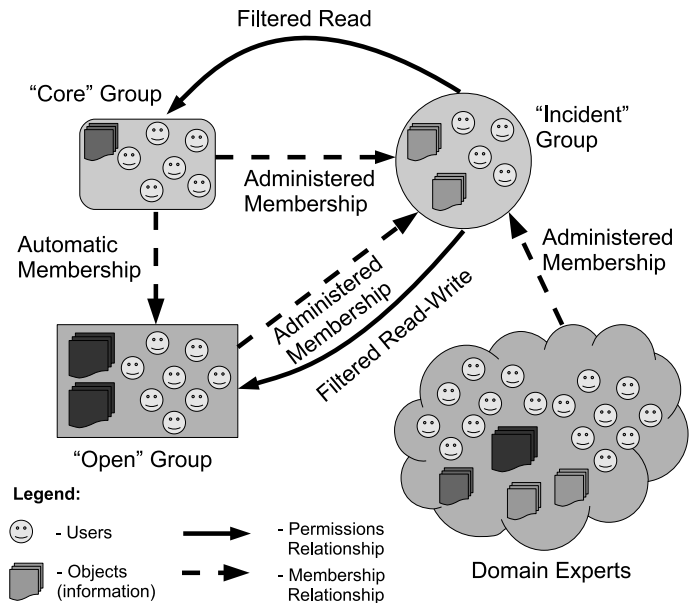 Filtered Read
“Core” Group
“Incident”
Group
Administered
Membership
Automatic
Membership
Administered
Membership
Administered
Membership
Filtered Read-Write
“Open” Group
Domain Experts
Legend:
- Users
- Permissions
Relationship
- Objects
(information)
- Membership
Relationship